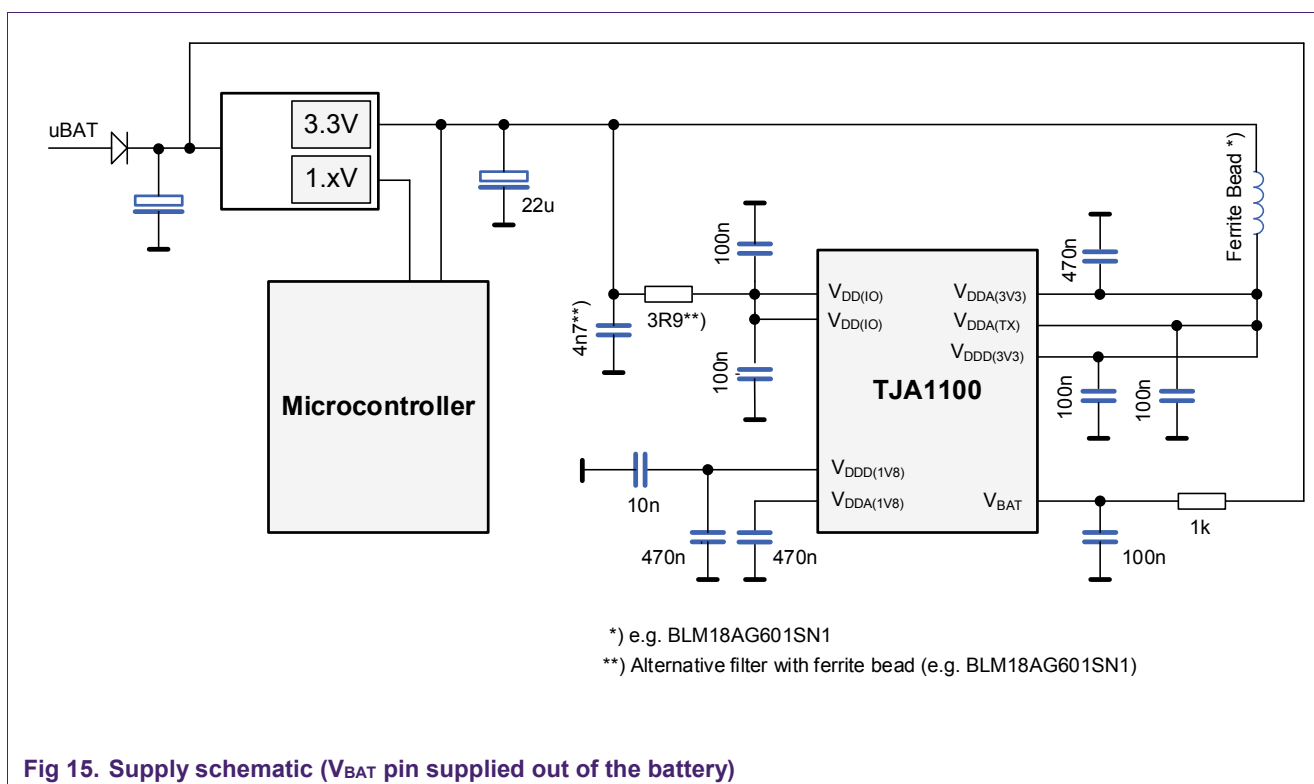 uBAT
3.3V
1.xV
22u
Ferrite Bead *)
100n
470n
4n7**)
3R9**)
VDD(IO)
VDD(IO)
VDDA(3V3)
VDDA(TX)
VDDD(3V3)
100n
TJA1100
100n
100n
Microcontroller
10n
VDDD(1V8)
VDDA(1V8)
VBAT
470n
470n
100n
1k
*) e.g. BLM18AG601SN1
**) Alternative filter with ferrite bead (e.g. BLM18AG601SN1)
Fig 15. Supply schematic (VBAT pin supplied out of the battery)